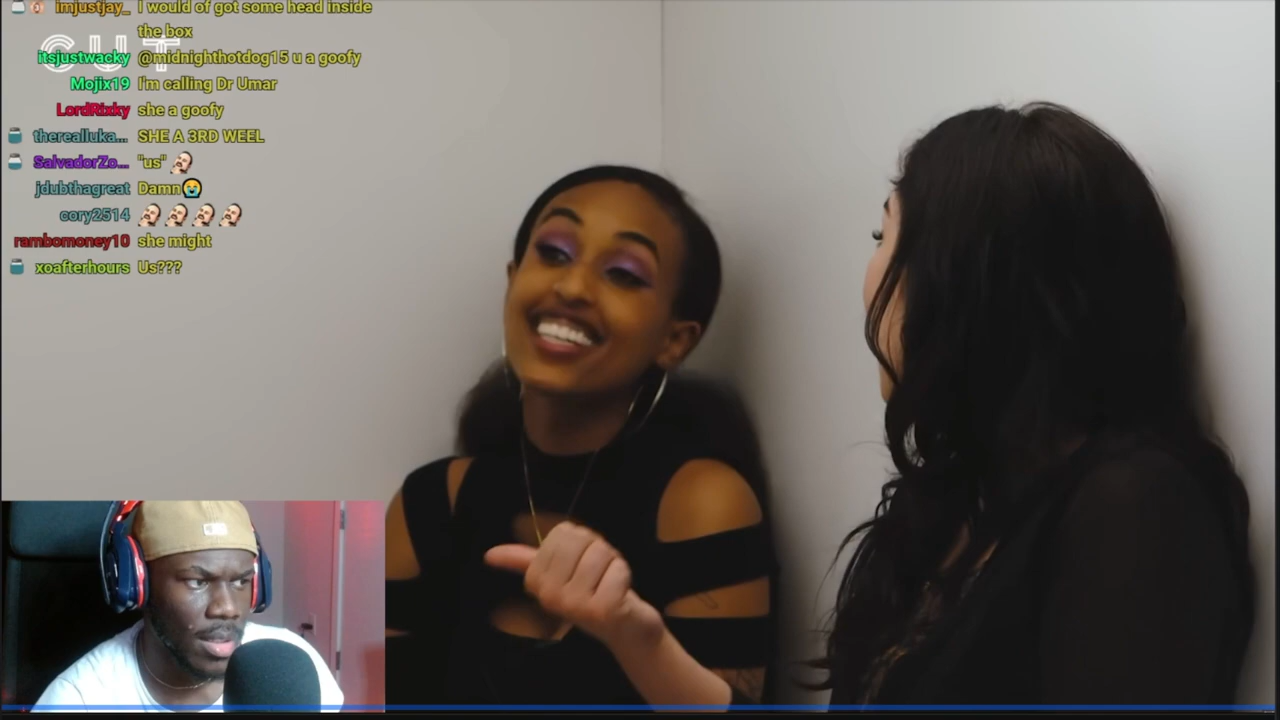 imjustjay_ I would of got some head inside
the box
CUT
itsjustwacky @midnighthotdog15 u a goofy
Mojix19 I'm calling Dr Umar
LordRixky she a goofy
therealluka... SHE A 3RD WEEL
SalvadorZo... "us"
jdubthagreat Damn😭
cory2514
rambomoney10 she might
xoafterhours Us???